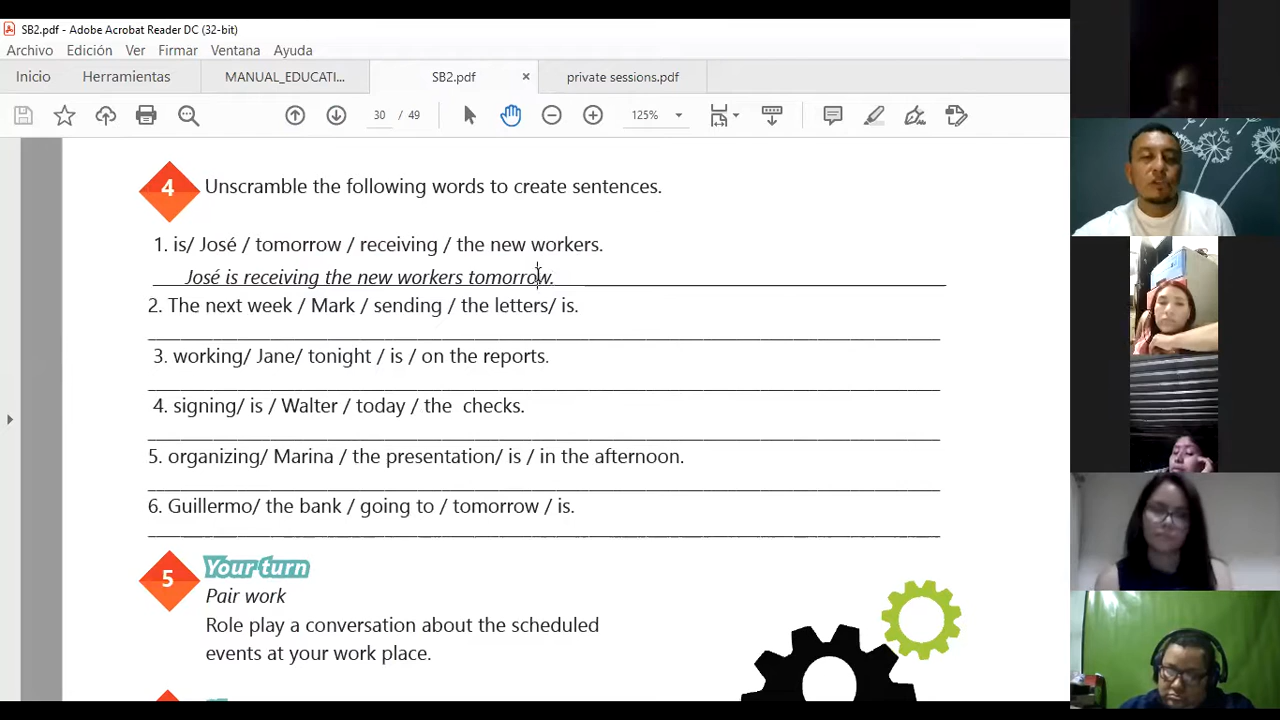 SB2.pdf - Adobe Acrobat Reader DC (32-bit)
Archivo Edición Ver Firmar Ventana Ayuda
Inicio Herramientas MANUAL_EDUCATI... SB2.pdf × private sessions.pdf
30 / 49 125%
4 Unscramble the following words to create sentences.
1. is/ José / tomorrow / receiving / the new workers.
José is receiving the new workers tomorrow.
2. The next week / Mark / sending / the letters/ is.
3. working/ Jane/ tonight / is / on the reports.
4. signing/ is / Walter / today / the checks.
5. organizing/ Marina / the presentation/ is / in the afternoon.
6. Guillermo/ the bank / going to / tomorrow / is.
5 Your turn
Pair work
Role play a conversation about the scheduled
events at your work place.